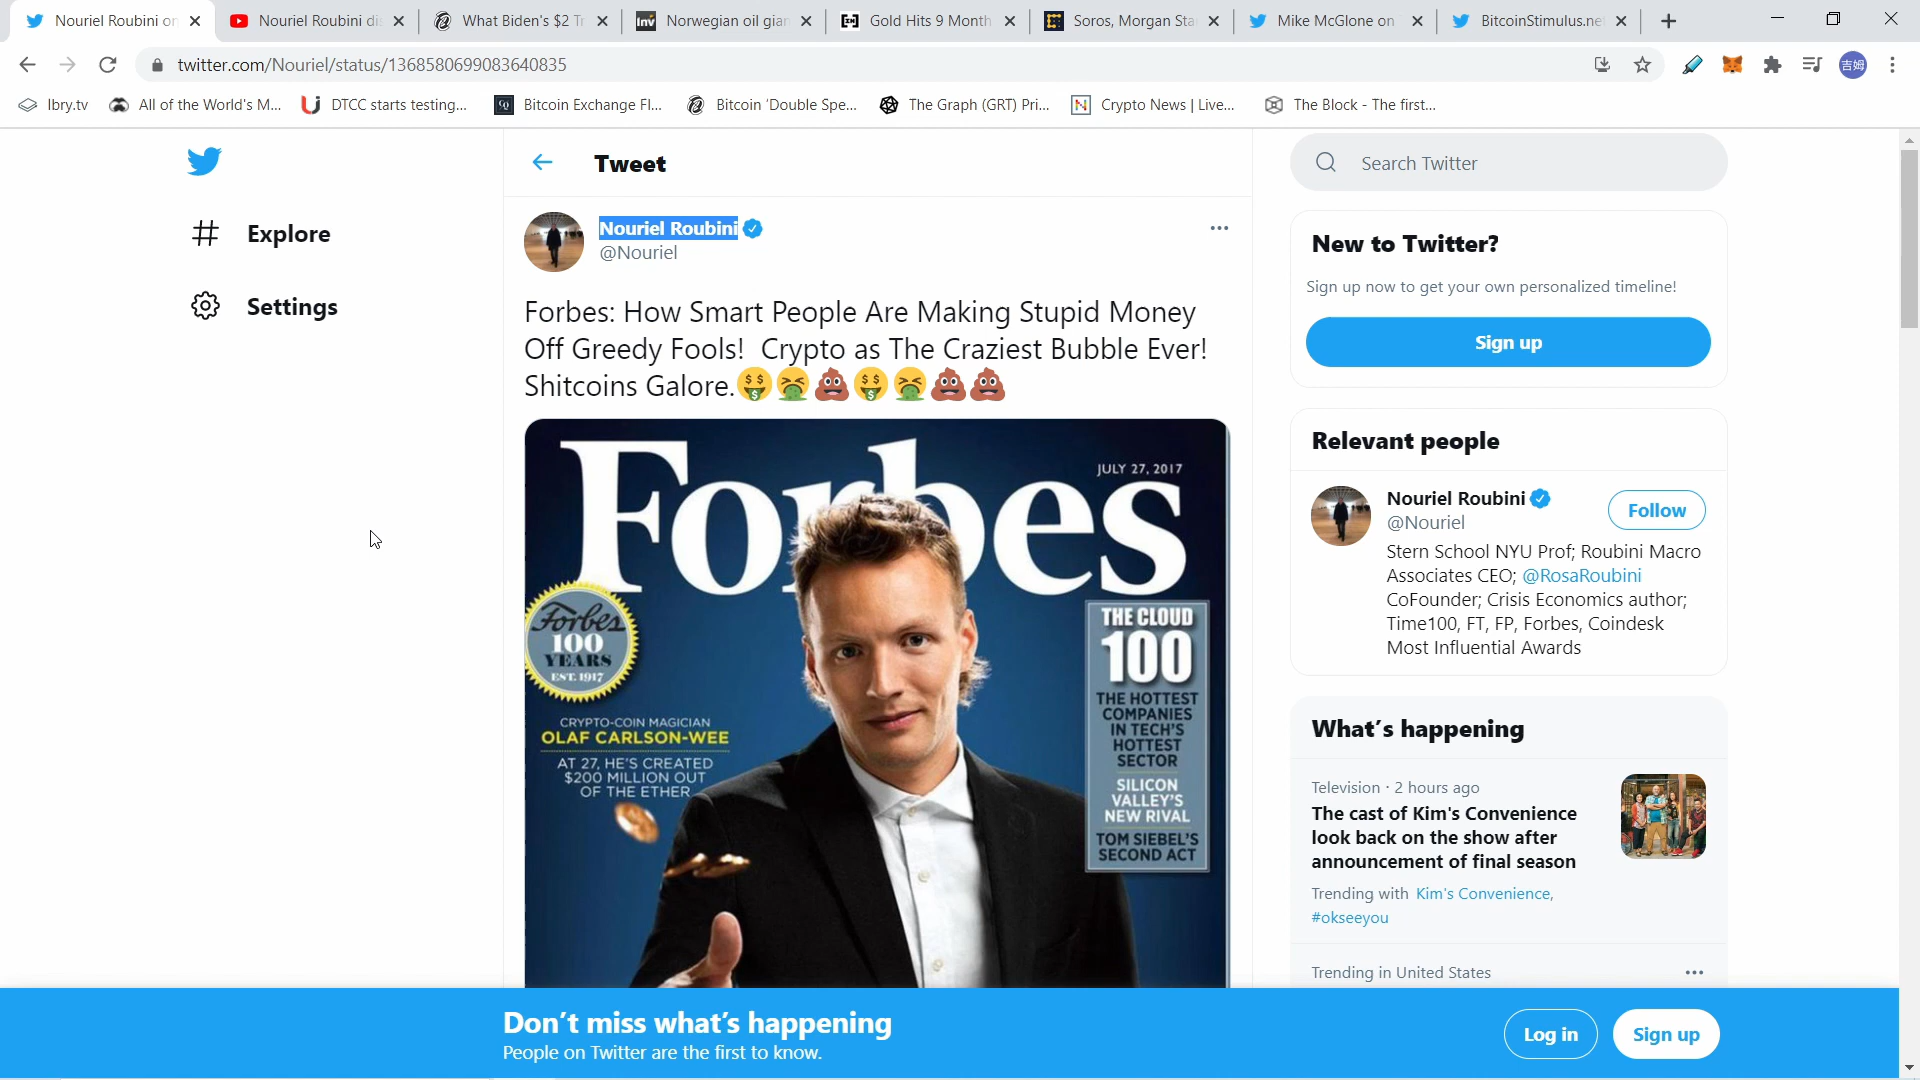 Nouriel Roubini on
Nouriel Roubini di
What Biden's $2 Tr
Norwegian oil gian
Gold Hits 9 Month
Soros, Morgan Sta
Mike McGlone on
BitcoinStimulus.ne
twitter.com/Nouriel/status/1368580699083640835
吉姆
lbry.tv
All of the World's M...
DTCC starts testing...
Bitcoin Exchange Fl...
Bitcoin 'Double Spe...
The Graph (GRT) Pri...
Crypto News | Live...
The Block - The first...
Explore
Settings
Tweet
Nouriel Roubini
@Nouriel
Forbes: How Smart People Are Making Stupid Money
Off Greedy Fools! Crypto as The Craziest Bubble Ever!
Shitcoins Galore.🤑🤮💩🤑🤮💩💩
Forbes
JULY 27, 2017
Forbes
100
YEARS
EST. 1917
CRYPTO-COIN MAGICIAN
OLAF CARLSON-WEE
AT 27, HE'S CREATED
$200 MILLION OUT
OF THE ETHER
THE CLOUD
100
THE HOTTEST
COMPANIES
IN TECH'S
HOTTEST
SECTOR
SILICON
VALLEY'S
NEW RIVAL
TOM SIEBEL'S
SECOND ACT
Search Twitter
New to Twitter?
Sign up now to get your own personalized timeline!
Sign up
Relevant people
Nouriel Roubini
@Nouriel
Follow
Stern School NYU Prof; Roubini Macro
Associates CEO; @RosaRoubini
CoFounder; Crisis Economics author;
Time100, FT, FP, Forbes, Coindesk
Most Influential Awards
What's happening
Television · 2 hours ago
The cast of Kim's Convenience
look back on the show after
announcement of final season
Trending with Kim's Convenience,
#okseeyou
Trending in United States
Don't miss what's happening
People on Twitter are the first to know.
Log in
Sign up